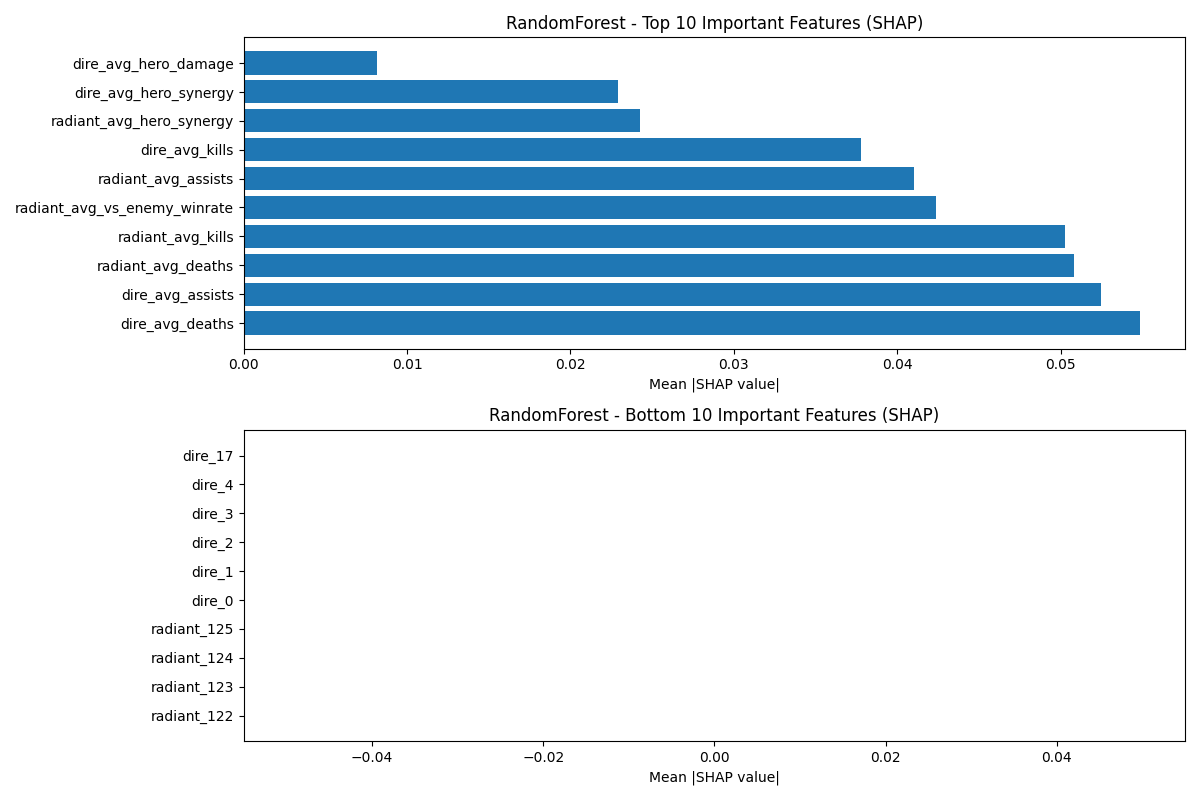 RandomForest - Top 10 Important Features (SHAP)
dire_avg_hero_damage
dire_avg_hero_synergy
radiant_avg_hero_synergy
dire_avg_kills
radiant_avg_assists
radiant_avg_vs_enemy_winrate
radiant_avg_kills
radiant_avg_deaths
dire_avg_assists
dire_avg_deaths
0.00 0.01 0.02 0.03 0.04 0.05
Mean |SHAP value|
RandomForest - Bottom 10 Important Features (SHAP)
dire_17
dire_4
dire_3
dire_2
dire_1
dire_0
radiant_125
radiant_124
radiant_123
radiant_122
−0.04 −0.02 0.00 0.02 0.04
Mean |SHAP value|